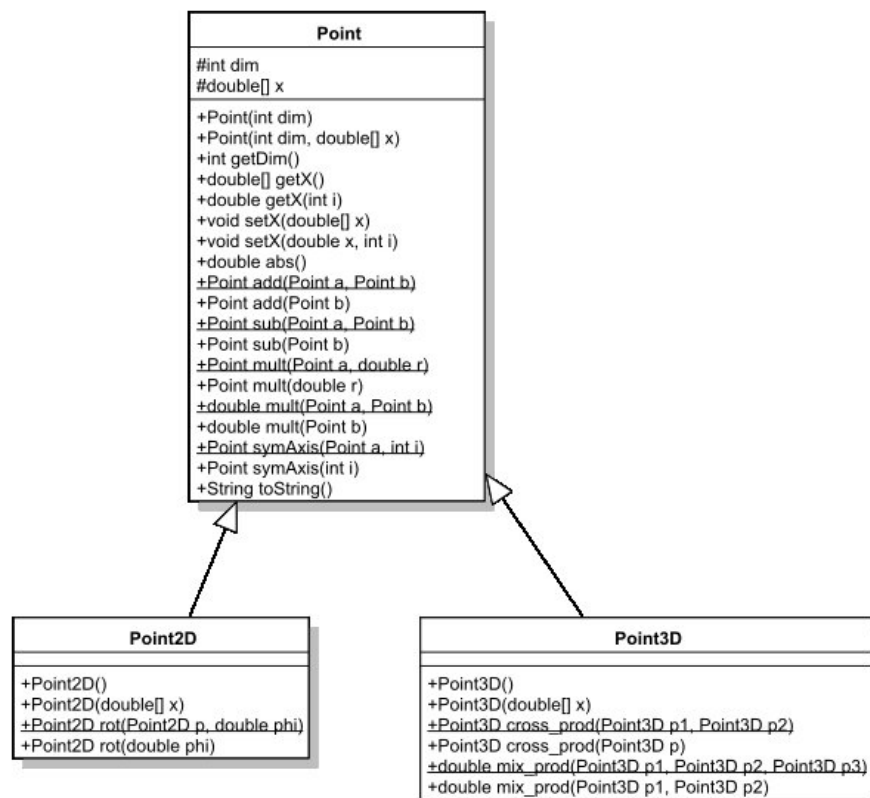 Point
#int dim
#double[] x
+Point(int dim)
+Point(int dim, double[] x)
+int getDim()
+double[] getX()
+double getX(int i)
+void setX(double[] x)
+void setX(double x, int i)
+double abs()
+Point add(Point a, Point b)
+Point add(Point b)
+Point sub(Point a, Point b)
+Point sub(Point b)
+Point mult(Point a, double r)
+Point mult(double r)
+double mult(Point a, Point b)
+double mult(Point b)
+Point symAxis(Point a, int i)
+Point symAxis(int i)
+String toString()
Point2D
+Point2D()
+Point2D(double[] x)
+Point2D rot(Point2D p, double phi)
+Point2D rot(double phi)
Point3D
+Point3D()
+Point3D(double[] x)
+Point3D cross_prod(Point3D p1, Point3D p2)
+Point3D cross_prod(Point3D p)
+double mix_prod(Point3D p1, Point3D p2, Point3D p3)
+double mix_prod(Point3D p1, Point3D p2)